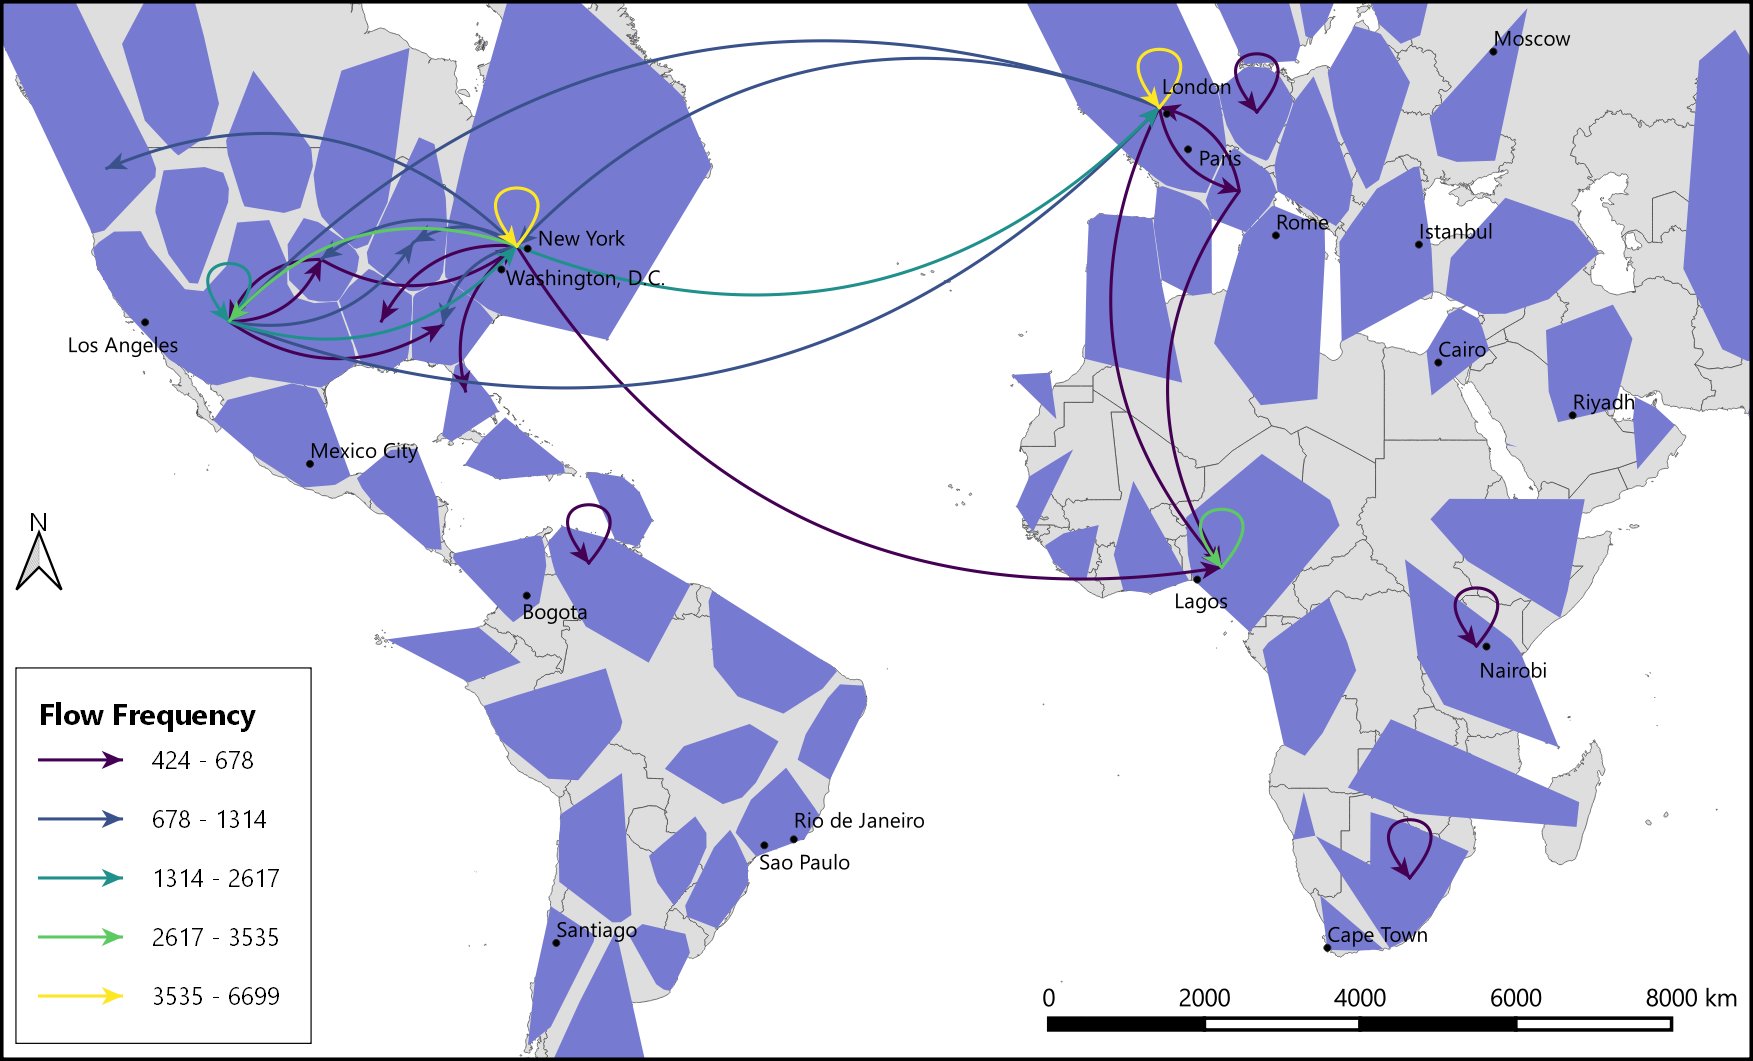 Moscow
London
Paris
Rome
Istanbul
New York
Washington, D.C.
Los Angeles
Cairo
Riyadh
Mexico City
N
Bogota
Lagos
Nairobi
Rio de Janeiro
Sao Paulo
Santiago
Cape Town
Flow Frequency
424 - 678
678 - 1314
1314 - 2617
2617 - 3535
3535 - 6699
0 2000 4000 6000 8000 km